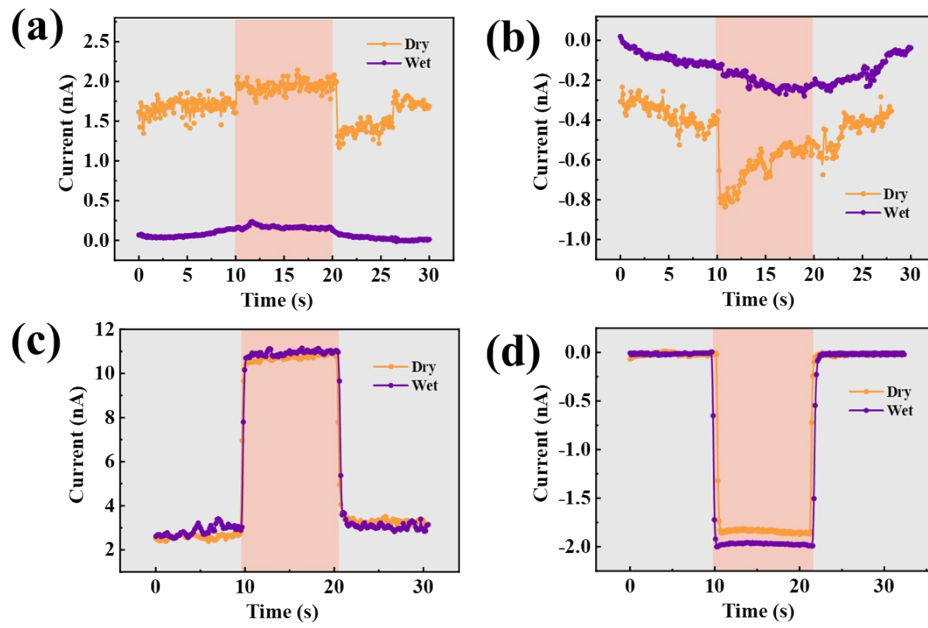 (a)
2.5
2.0
1.5
1.0
0.5
0.0
Current (nA)
Dry
Wet
0 5 10 15 20 25 30
Time (s)
(b)
0.0
-0.2
-0.4
-0.6
-0.8
-1.0
Current (nA)
Dry
Wet
0 5 10 15 20 25 30
Time (s)
(c)
12
10
8
6
4
2
Current (nA)
Dry
Wet
0 10 20 30
Time (s)
(d)
0.0
-0.5
-1.0
-1.5
-2.0
Current (nA)
Dry
Wet
0 10 20 30
Time (s)